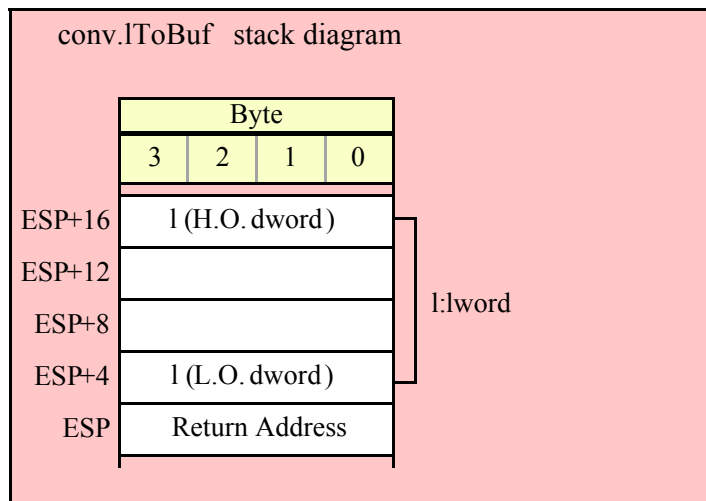 conv.lToBuf stack diagram
Byte
3 2 1 0
ESP+16 l (H.O. dword)
ESP+12
l:lword
ESP+8
ESP+4 l (L.O. dword)
ESP Return Address